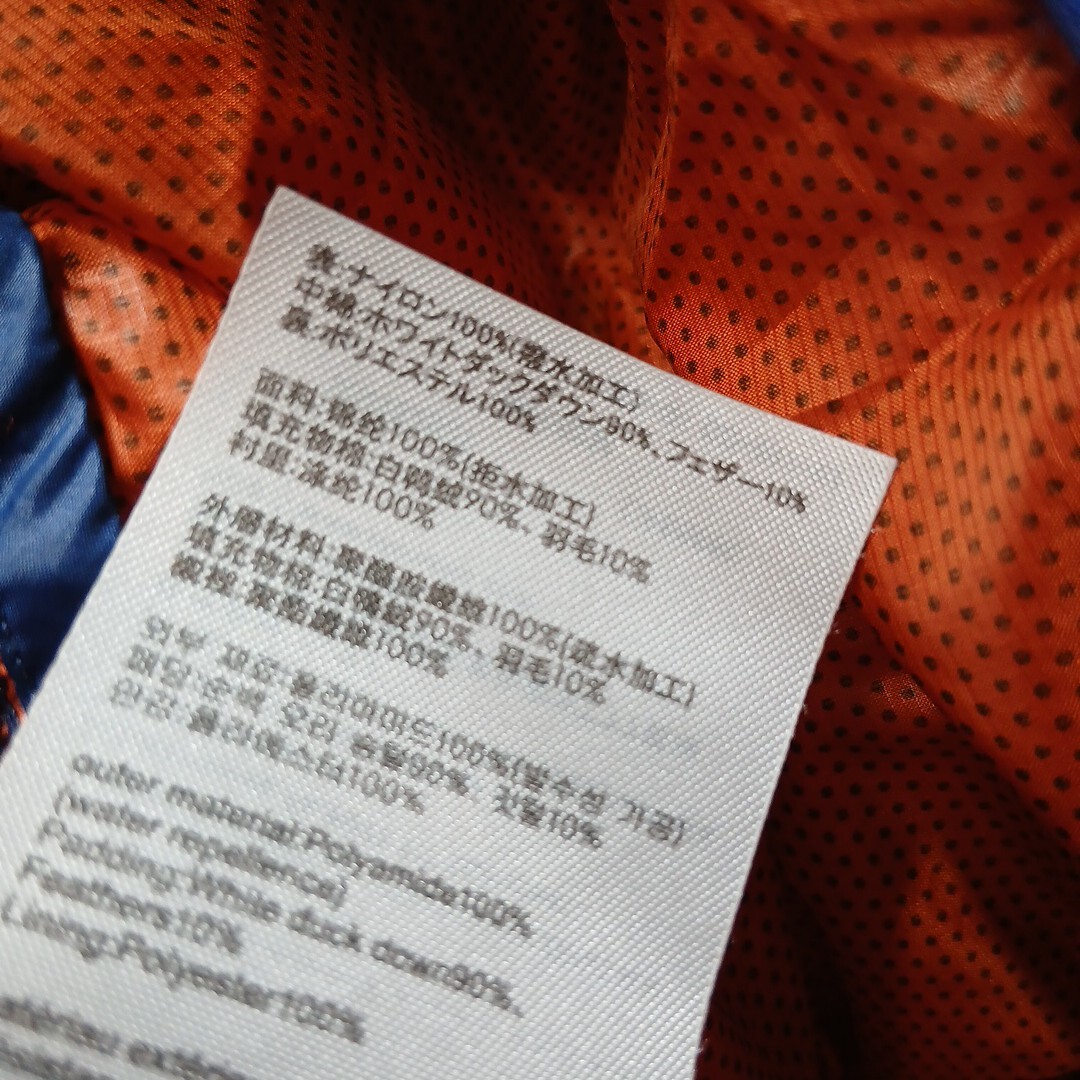 表:ナイロン100%(撥水加工)
中綿:ホワイトダックダウン90%、フェザー10%
裏:ポリエステル100%
面料:锦纶100%(拒水加工)
填充物棉:白鸭绒90%、羽毛10%
村里:涤纶100%
外層材料:聚醯胺纖維100%(疏水加工)
填充物棉:白鴨絨90%、羽毛10%
裏裡:聚酯纖維100%
외부 재료:폴리아미드100%(발수성 가공)
패딩:순백 오리 솜털90%, 깃털10%
안감:폴리에스터100%
outer material:Polyamide100%
(water repellence)
Padding:White duck down90%,
Feathers10%
Lining:Polyester100%